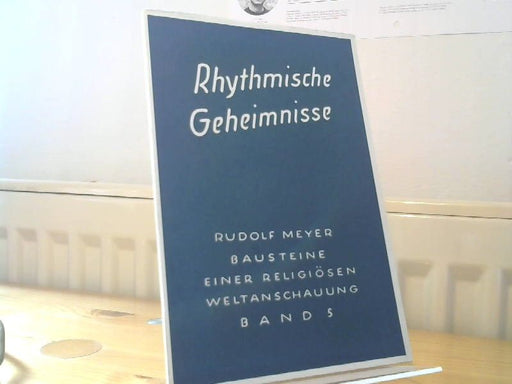 Rhythmische
Geheimnisse
RUDOLF MEYER
BAUSTEINE
EINER RELIGIÖSEN
WELTANSCHAUUNG
BAND 5